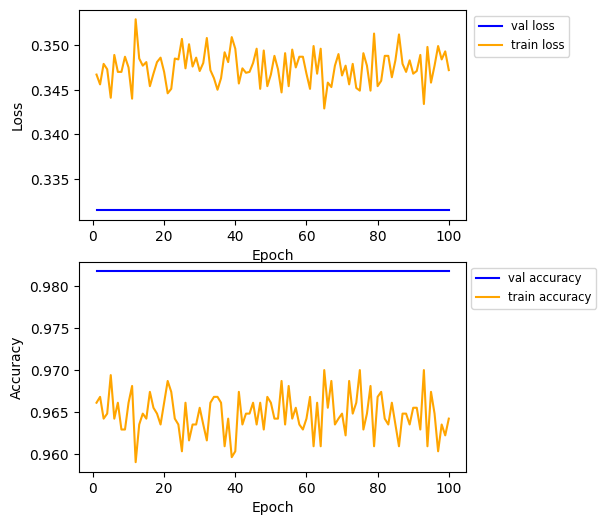 0.350
0.345
0.340
0.335
Loss
0 20 40 60 80 100
Epoch
val loss
train loss
0.980
0.975
0.970
0.965
0.960
Accuracy
0 20 40 60 80 100
Epoch
val accuracy
train accuracy